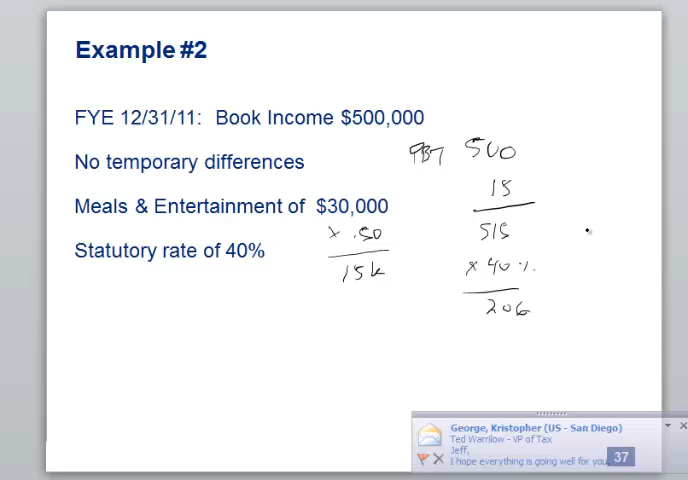 Example #2
FYE 12/31/11: Book Income $500,000
PBT 500
No temporary differences
15
Meals & Entertainment of $30,000
x .50
515
Statutory rate of 40%
15k
x 40%
206
George, Kristopher (US - San Diego)
Ted Warrilow - VP of Tax
Jeff,
I hope everything is going well for you
37